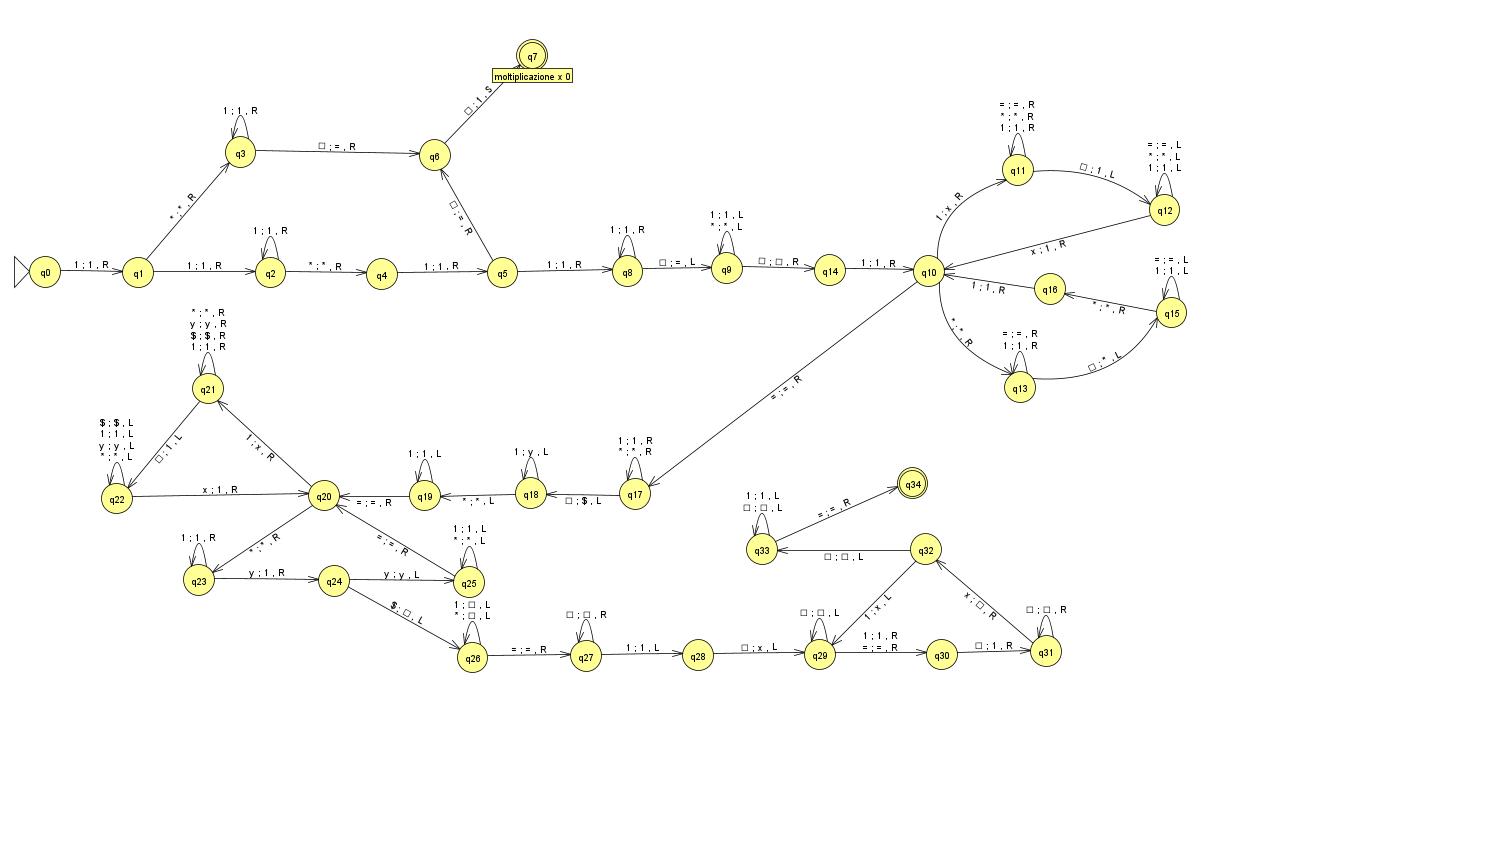 q7
moltiplicazione x 0
□ ; 1 , S
1 ; 1 , R
q3
□ ; = , R
q6
* ; * , R
□ ; = , R
q0
1 ; 1 , R
q1
1 ; 1 , R
1 ; 1 , R
q2
* ; * , R
q4
1 ; 1 , R
q5
1 ; 1 , R
1 ; 1 , R
q8
□ ; = , L
1 ; 1 , L
* ; * , L
q9
□ ; □ , R
q14
1 ; 1 , R
q10
1 ; x , R
= ; = , R
* ; * , R
1 ; 1 , R
q11
□ ; 1 , L
= ; = , L
* ; * , L
1 ; 1 , L
q12
x ; 1 , R
q16
1 ; 1 , R
* ; * , R
= ; = , L
1 ; 1 , L
q15
* ; * , R
= ; = , R
1 ; 1 , R
q13
□ ; * , L
= ; = , R
* ; * , R
y ; y , R
$ ; $ , R
1 ; 1 , R
q21
□ ; 1 , L
1 ; x , R
$ ; $ , L
1 ; 1 , L
y ; y , L
* ; * , L
q22
x ; 1 , R
q20
= ; = , R
1 ; 1 , L
q19
* ; * , L
1 ; y , L
q18
□ ; $ , L
1 ; 1 , R
* ; * , R
q17
* ; * , R
= ; = , R
1 ; 1 , R
q23
y ; 1 , R
q24
y ; y , L
1 ; 1 , L
* ; * , L
q25
$ ; □ , L
1 ; □ , L
* ; □ , L
q26
= ; = , R
□ ; □ , R
q27
1 ; 1 , L
q28
□ ; x , L
□ ; □ , L
q29
1 ; 1 , R
= ; = , R
q30
□ ; 1 , R
□ ; □ , R
q31
x ; □ , R
1 ; x , L
q32
□ ; □ , L
1 ; 1 , L
□ ; □ , L
q33
= ; = , R
q34